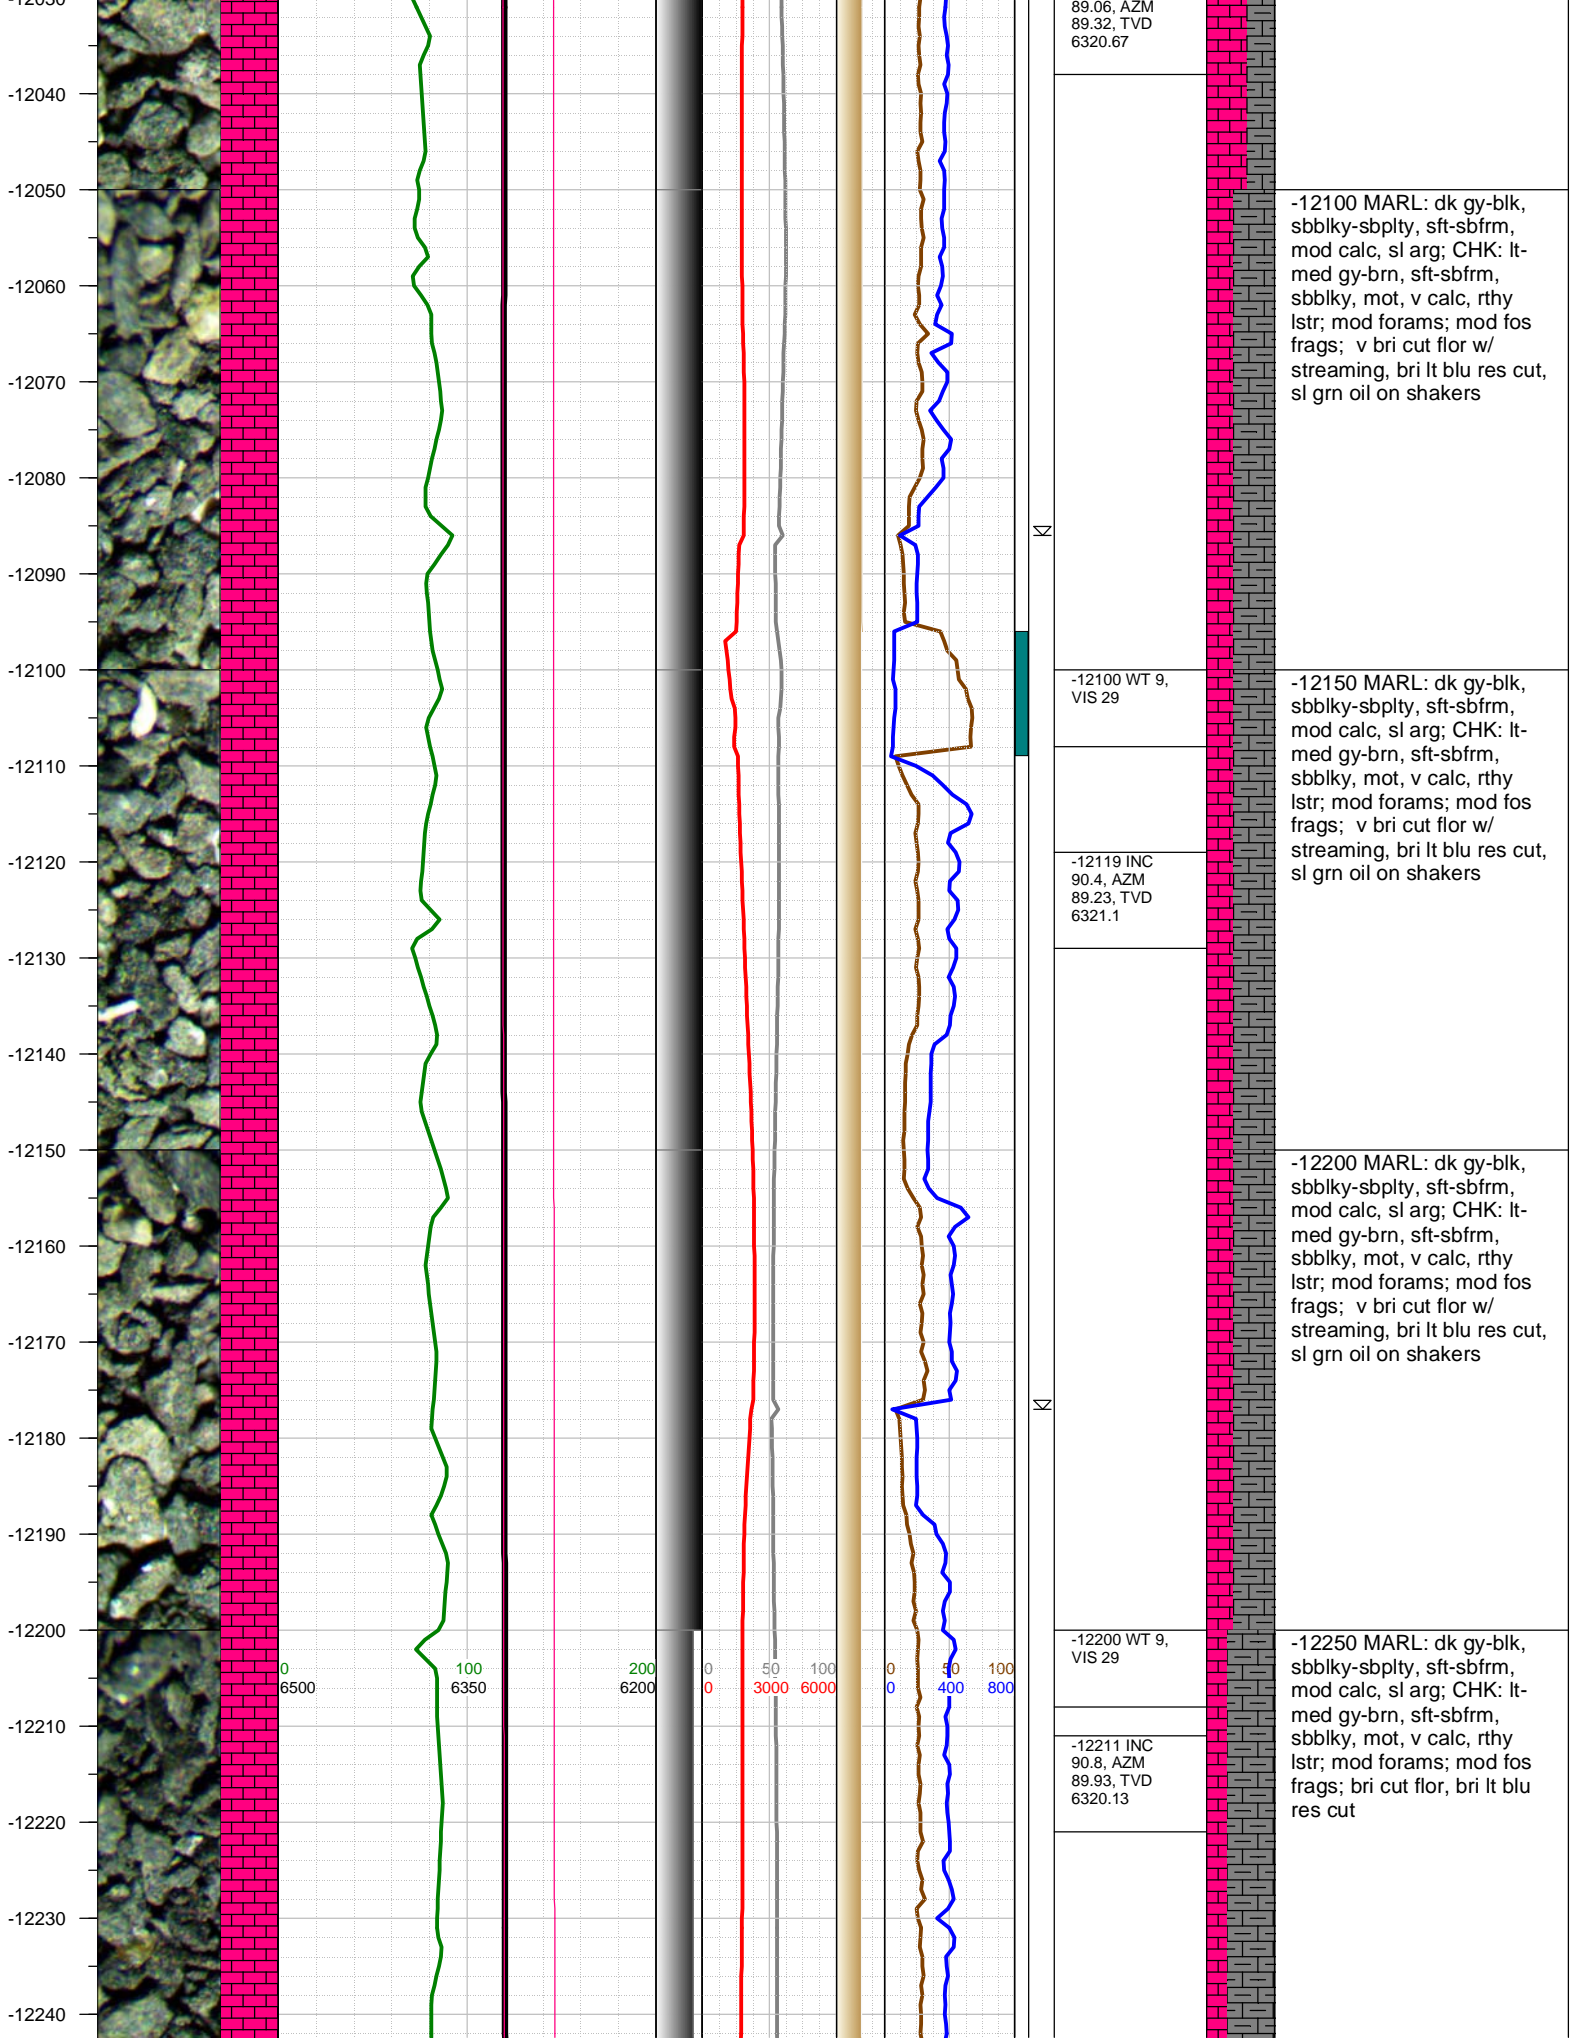 -12030
89.06, AZM
89.32, TVD
6320.67
-12040
-12050
-12100 MARL: dk gy-blk,
sbblky-sbplty, sft-sbfrm,
mod calc, sl arg; CHK: lt-
med gy-brn, sft-sbfrm,
sbblky, mot, v calc, rthy
lstr; mod forams; mod fos
frags;  v bri cut flor w/
streaming, bri lt blu res cut,
sl grn oil on shakers
-12060
-12070
-12080
-12090
-12100
-12100 WT 9,
VIS 29
-12150 MARL: dk gy-blk,
sbblky-sbplty, sft-sbfrm,
mod calc, sl arg; CHK: lt-
med gy-brn, sft-sbfrm,
sbblky, mot, v calc, rthy
lstr; mod forams; mod fos
frags;  v bri cut flor w/
streaming, bri lt blu res cut,
sl grn oil on shakers
-12110
-12120
-12119 INC
90.4, AZM
89.23, TVD
6321.1
-12130
-12140
-12150
-12200 MARL: dk gy-blk,
sbblky-sbplty, sft-sbfrm,
mod calc, sl arg; CHK: lt-
med gy-brn, sft-sbfrm,
sbblky, mot, v calc, rthy
lstr; mod forams; mod fos
frags;  v bri cut flor w/
streaming, bri lt blu res cut,
sl grn oil on shakers
-12160
-12170
-12180
-12190
-12200
0 100 200
6500 6350 6200
0 50 100
0 3000 6000
0 50 100
0 400 800
-12200 WT 9,
VIS 29
-12250 MARL: dk gy-blk,
sbblky-sbplty, sft-sbfrm,
mod calc, sl arg; CHK: lt-
med gy-brn, sft-sbfrm,
sbblky, mot, v calc, rthy
lstr; mod forams; mod fos
frags; bri cut flor, bri lt blu
res cut
-12210
-12211 INC
90.8, AZM
89.93, TVD
6320.13
-12220
-12230
-12240